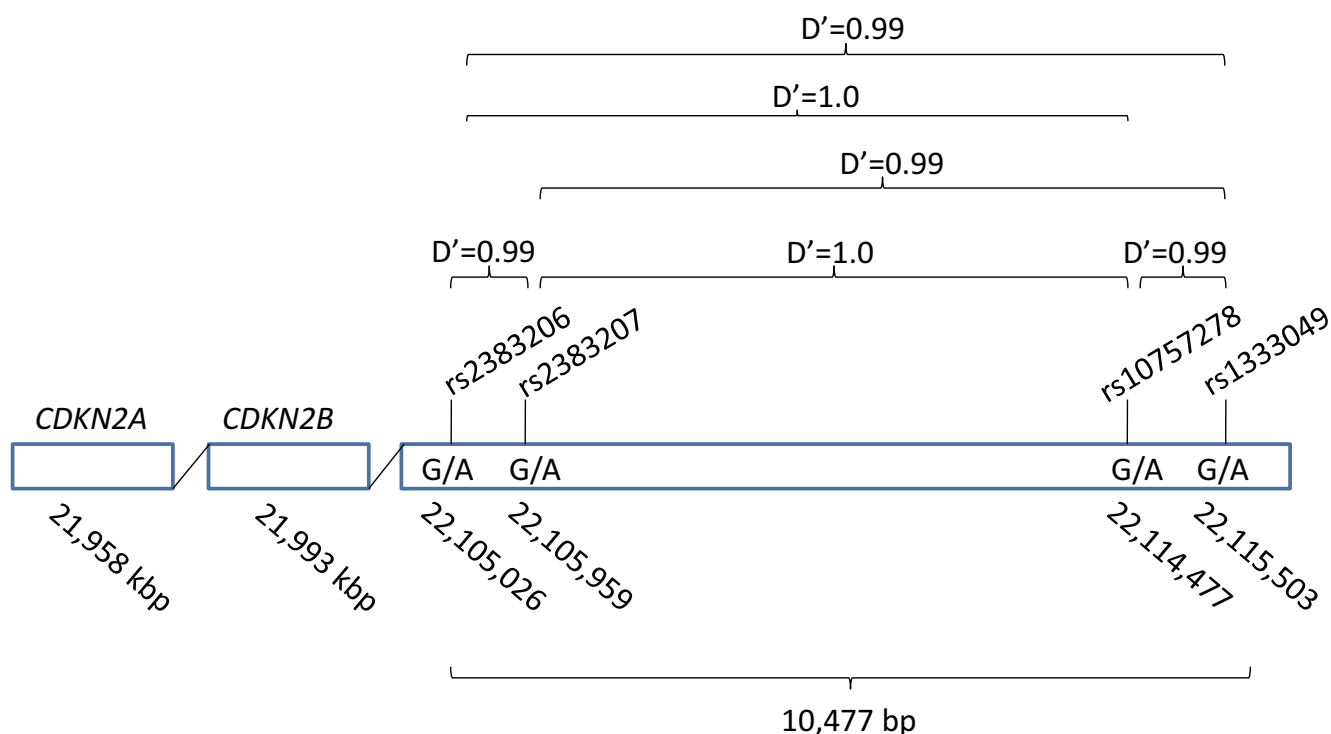 D’=0.99
D’=1.0
D’=0.99
D’=0.99
D’=1.0
D’=0.99
rs2383206
rs2383207
rs10757278
rs1333049
CDKN2A
CDKN2B
G/A
G/A
G/A
G/A
21,958 kbp
21,993 kbp
22,105,026
22,105,959
22,114,477
22,115,503
10,477 bp